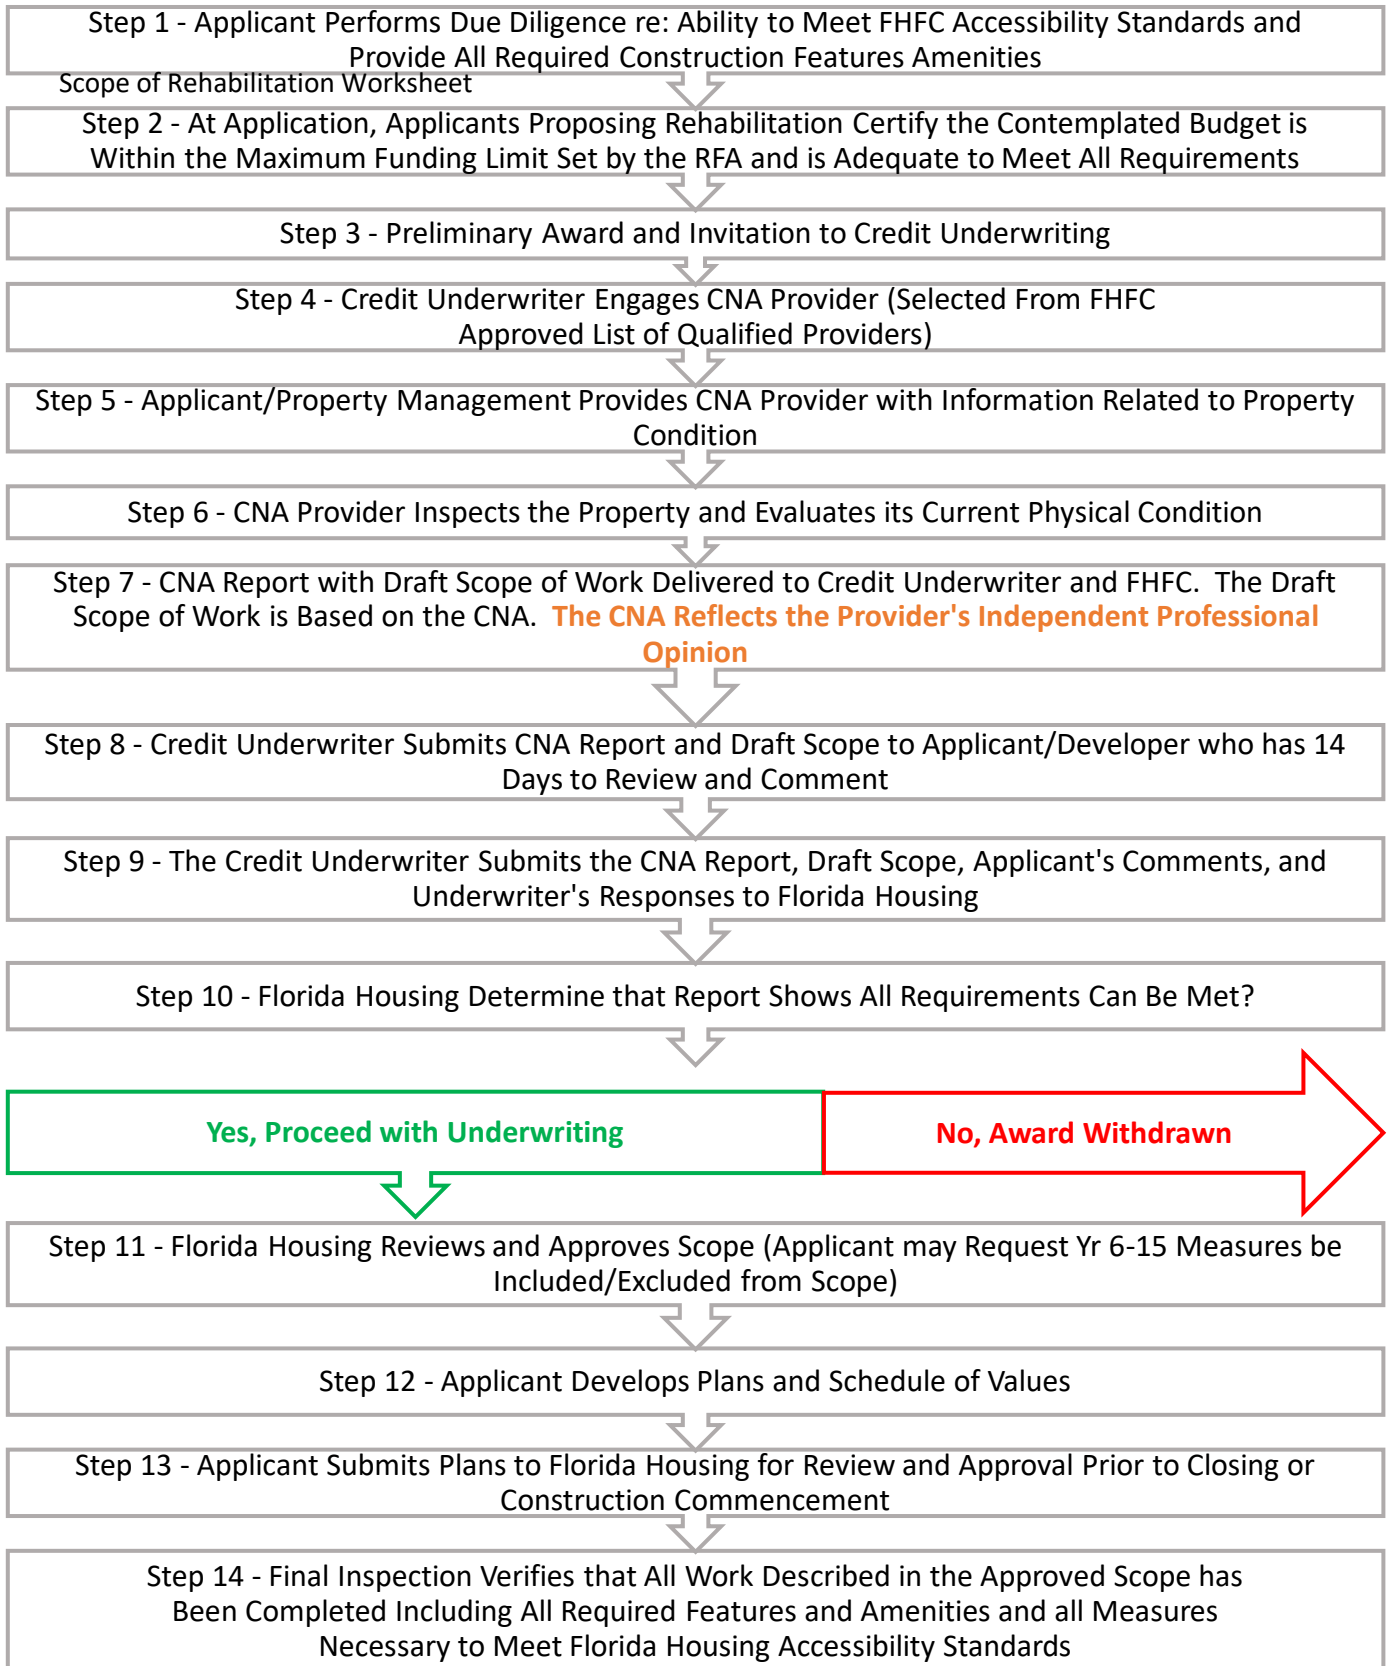 Step 1 - Applicant Performs Due Diligence re: Ability to Meet FHFC Accessibility Standards and
Provide All Required Construction Features Amenities
Scope of Rehabilitation Worksheet
Step 2 - At Application, Applicants Proposing Rehabilitation Certify the Contemplated Budget is
Within the Maximum Funding Limit Set by the RFA and is Adequate to Meet All Requirements
Step 3 - Preliminary Award and Invitation to Credit Underwriting
Step 4 - Credit Underwriter Engages CNA Provider (Selected From FHFC
Approved List of Qualified Providers)
Step 5 - Applicant/Property Management Provides CNA Provider with Information Related to Property
Condition
Step 6 - CNA Provider Inspects the Property and Evaluates its Current Physical Condition
Step 7 - CNA Report with Draft Scope of Work Delivered to Credit Underwriter and FHFC. The Draft
Scope of Work is Based on the CNA. The CNA Reflects the Provider's Independent Professional
Opinion
Step 8 - Credit Underwriter Submits CNA Report and Draft Scope to Applicant/Developer who has 14
Days to Review and Comment
Step 9 - The Credit Underwriter Submits the CNA Report, Draft Scope, Applicant's Comments, and
Underwriter's Responses to Florida Housing
Step 10 - Florida Housing Determine that Report Shows All Requirements Can Be Met?
Yes, Proceed with Underwriting
No, Award Withdrawn
Step 11 - Florida Housing Reviews and Approves Scope (Applicant may Request Yr 6-15 Measures be
Included/Excluded from Scope)
Step 12 - Applicant Develops Plans and Schedule of Values
Step 13 - Applicant Submits Plans to Florida Housing for Review and Approval Prior to Closing or
Construction Commencement
Step 14 - Final Inspection Verifies that All Work Described in the Approved Scope has
Been Completed Including All Required Features and Amenities and all Measures
Necessary to Meet Florida Housing Accessibility Standards